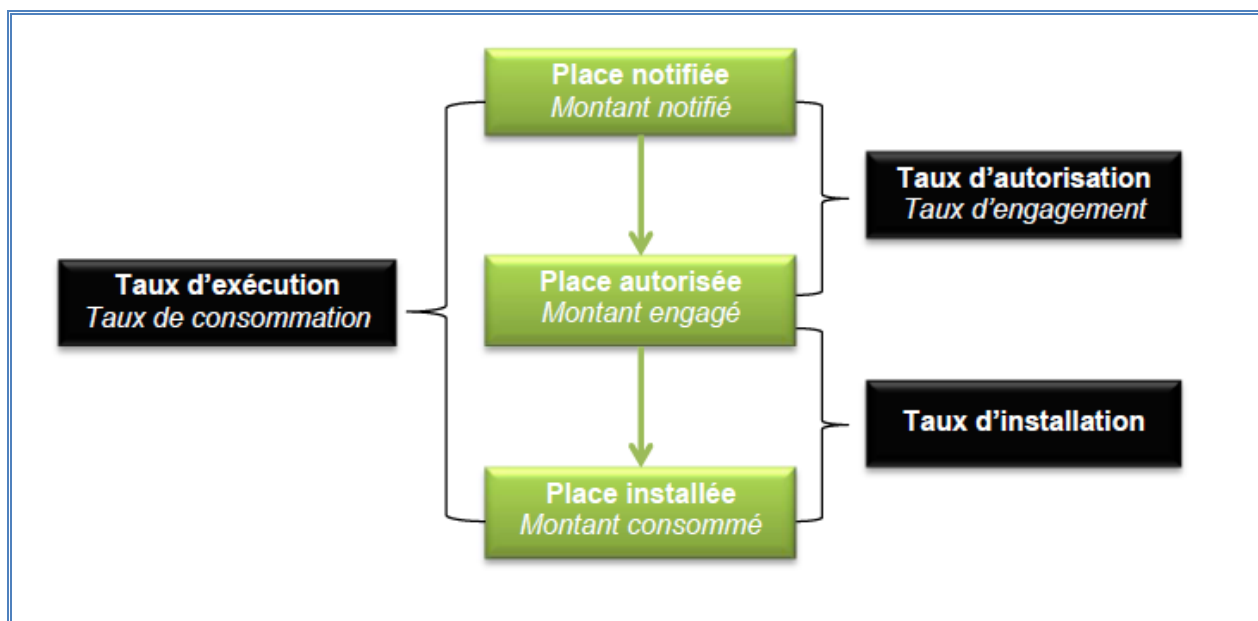 Place notifiée
Montant notifié
Taux d’autorisation
Taux d’engagement
Taux d’exécution
Taux de consommation
Place autorisée
Montant engagé
Taux d’installation
Place installée
Montant consommé